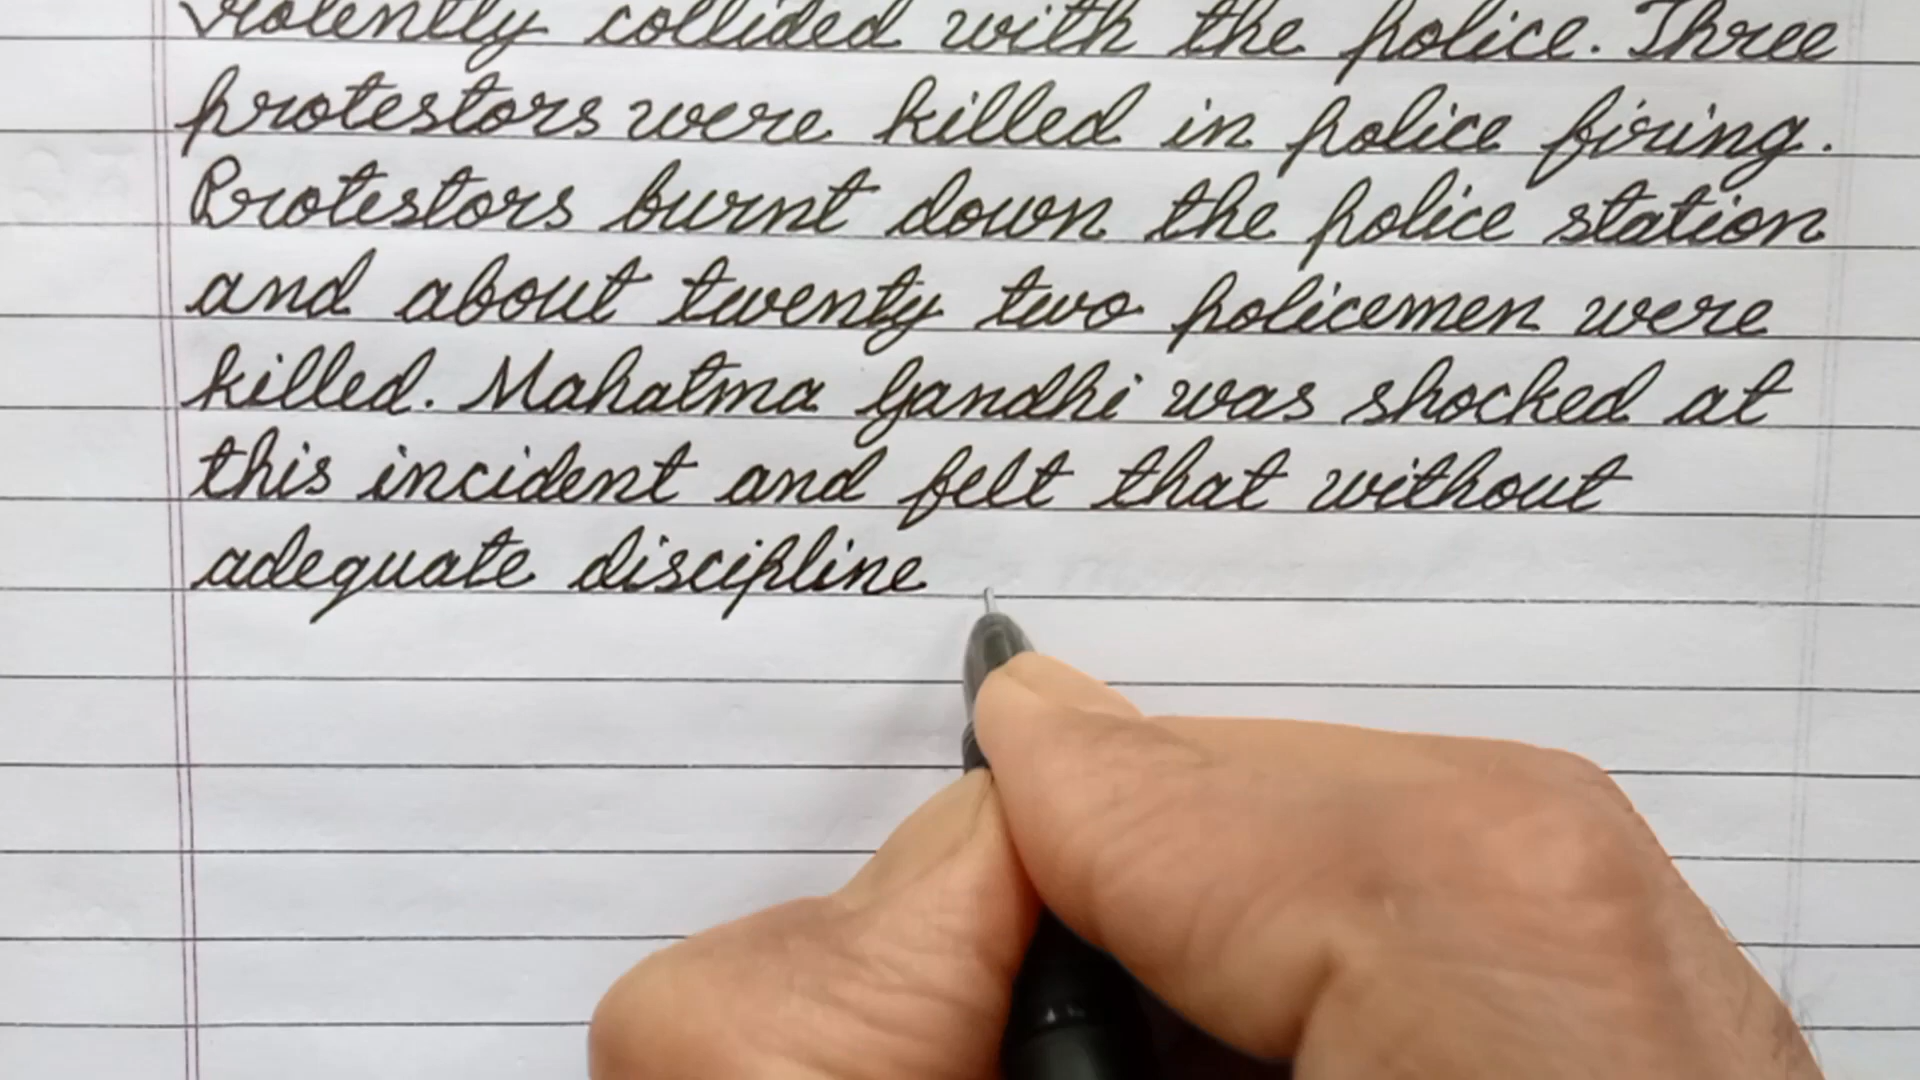 violently collided with the police. Three
protestors were killed in police firing.
Protestors burnt down the police station
and about twenty two policemen were
killed. Mahatma Gandhi was shocked at
this incident and felt that without
adequate discipline